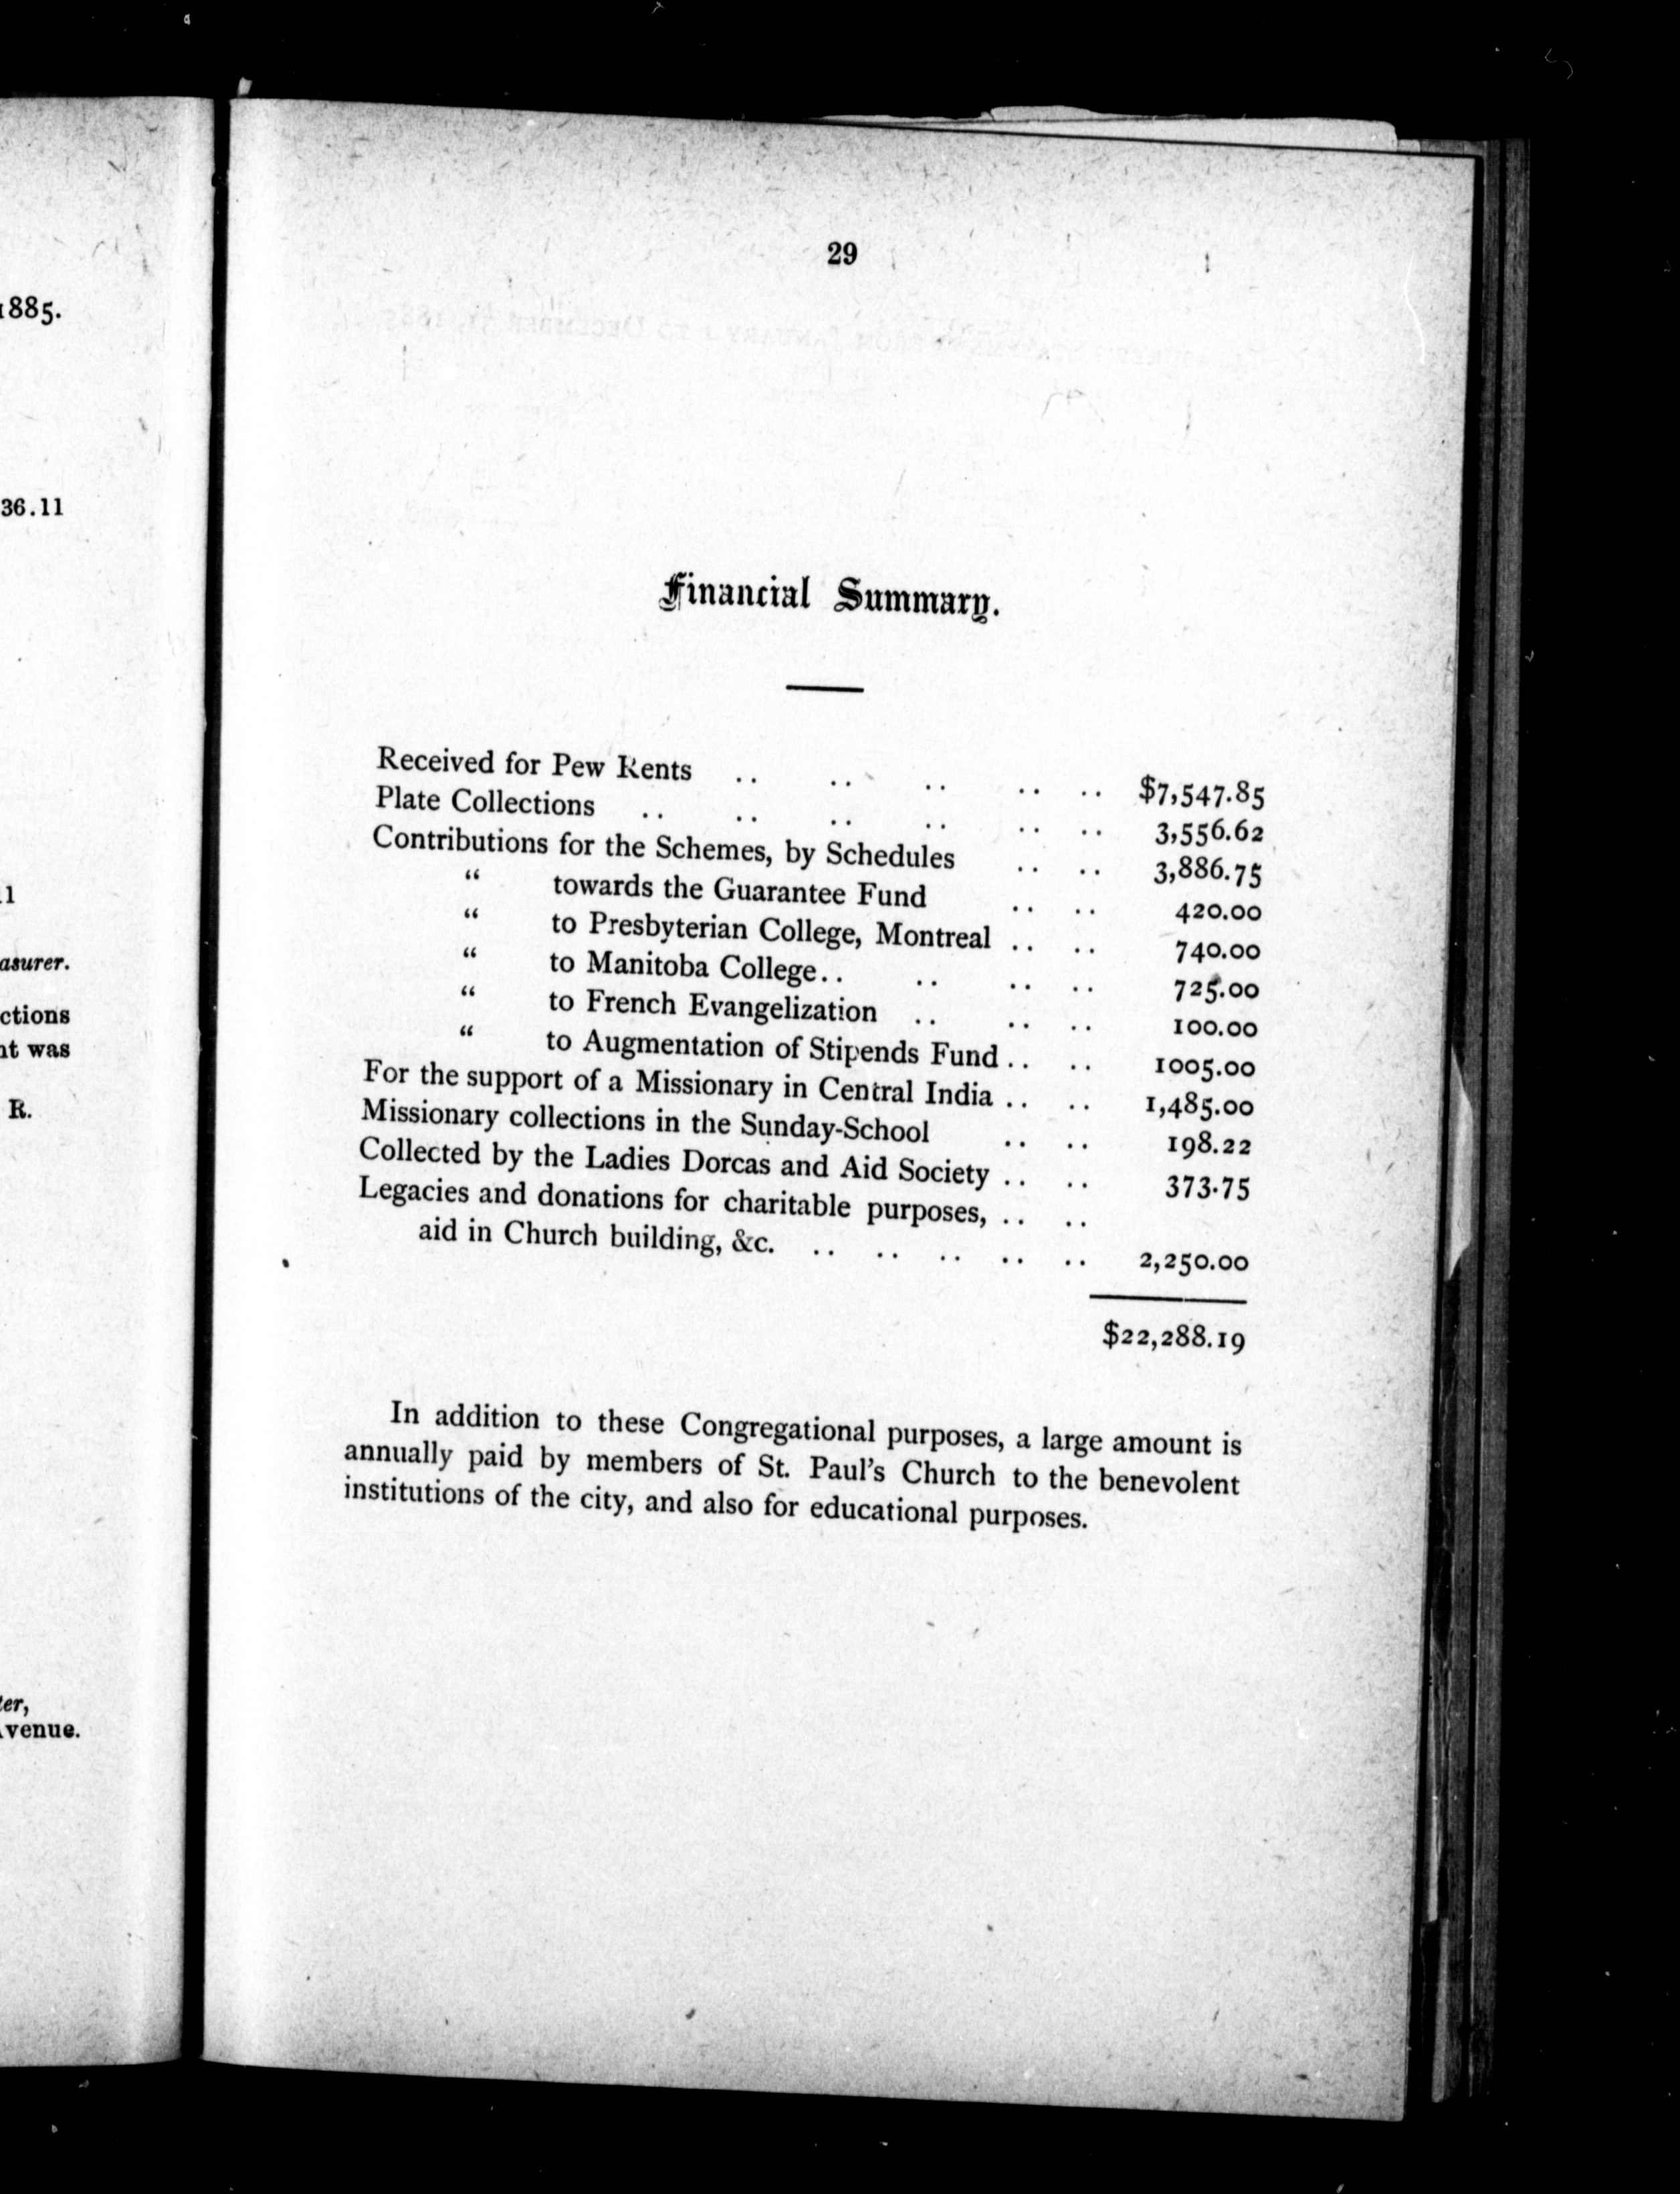 1885.
36.11
asurer.
ctions
nt was
R.
ter,
venue.
29
Financial Summary.
Received for Pew Rents .. .. .. .. .. $7,547.85
Plate Collections .. .. .. .. .. .. 3,556.62
Contributions for the Schemes, by Schedules .. .. 3,886.75
“ towards the Guarantee Fund .. .. 420.00
“ to Presbyterian College, Montreal .. .. 740.00
“ to Manitoba College.. .. .. .. 725.00
“ to French Evangelization .. .. .. 100.00
“ to Augmentation of Stipends Fund.. .. 1005.00
For the support of a Missionary in Central India .. .. 1,485.00
Missionary collections in the Sunday-School .. .. 198.22
Collected by the Ladies Dorcas and Aid Society .. .. 373.75
Legacies and donations for charitable purposes, .. ..
aid in Church building, &c. .. .. .. .. .. 2,250.00
$22,288.19
In addition to these Congregational purposes, a large amount is
annually paid by members of St. Paul’s Church to the benevolent
institutions of the city, and also for educational purposes.